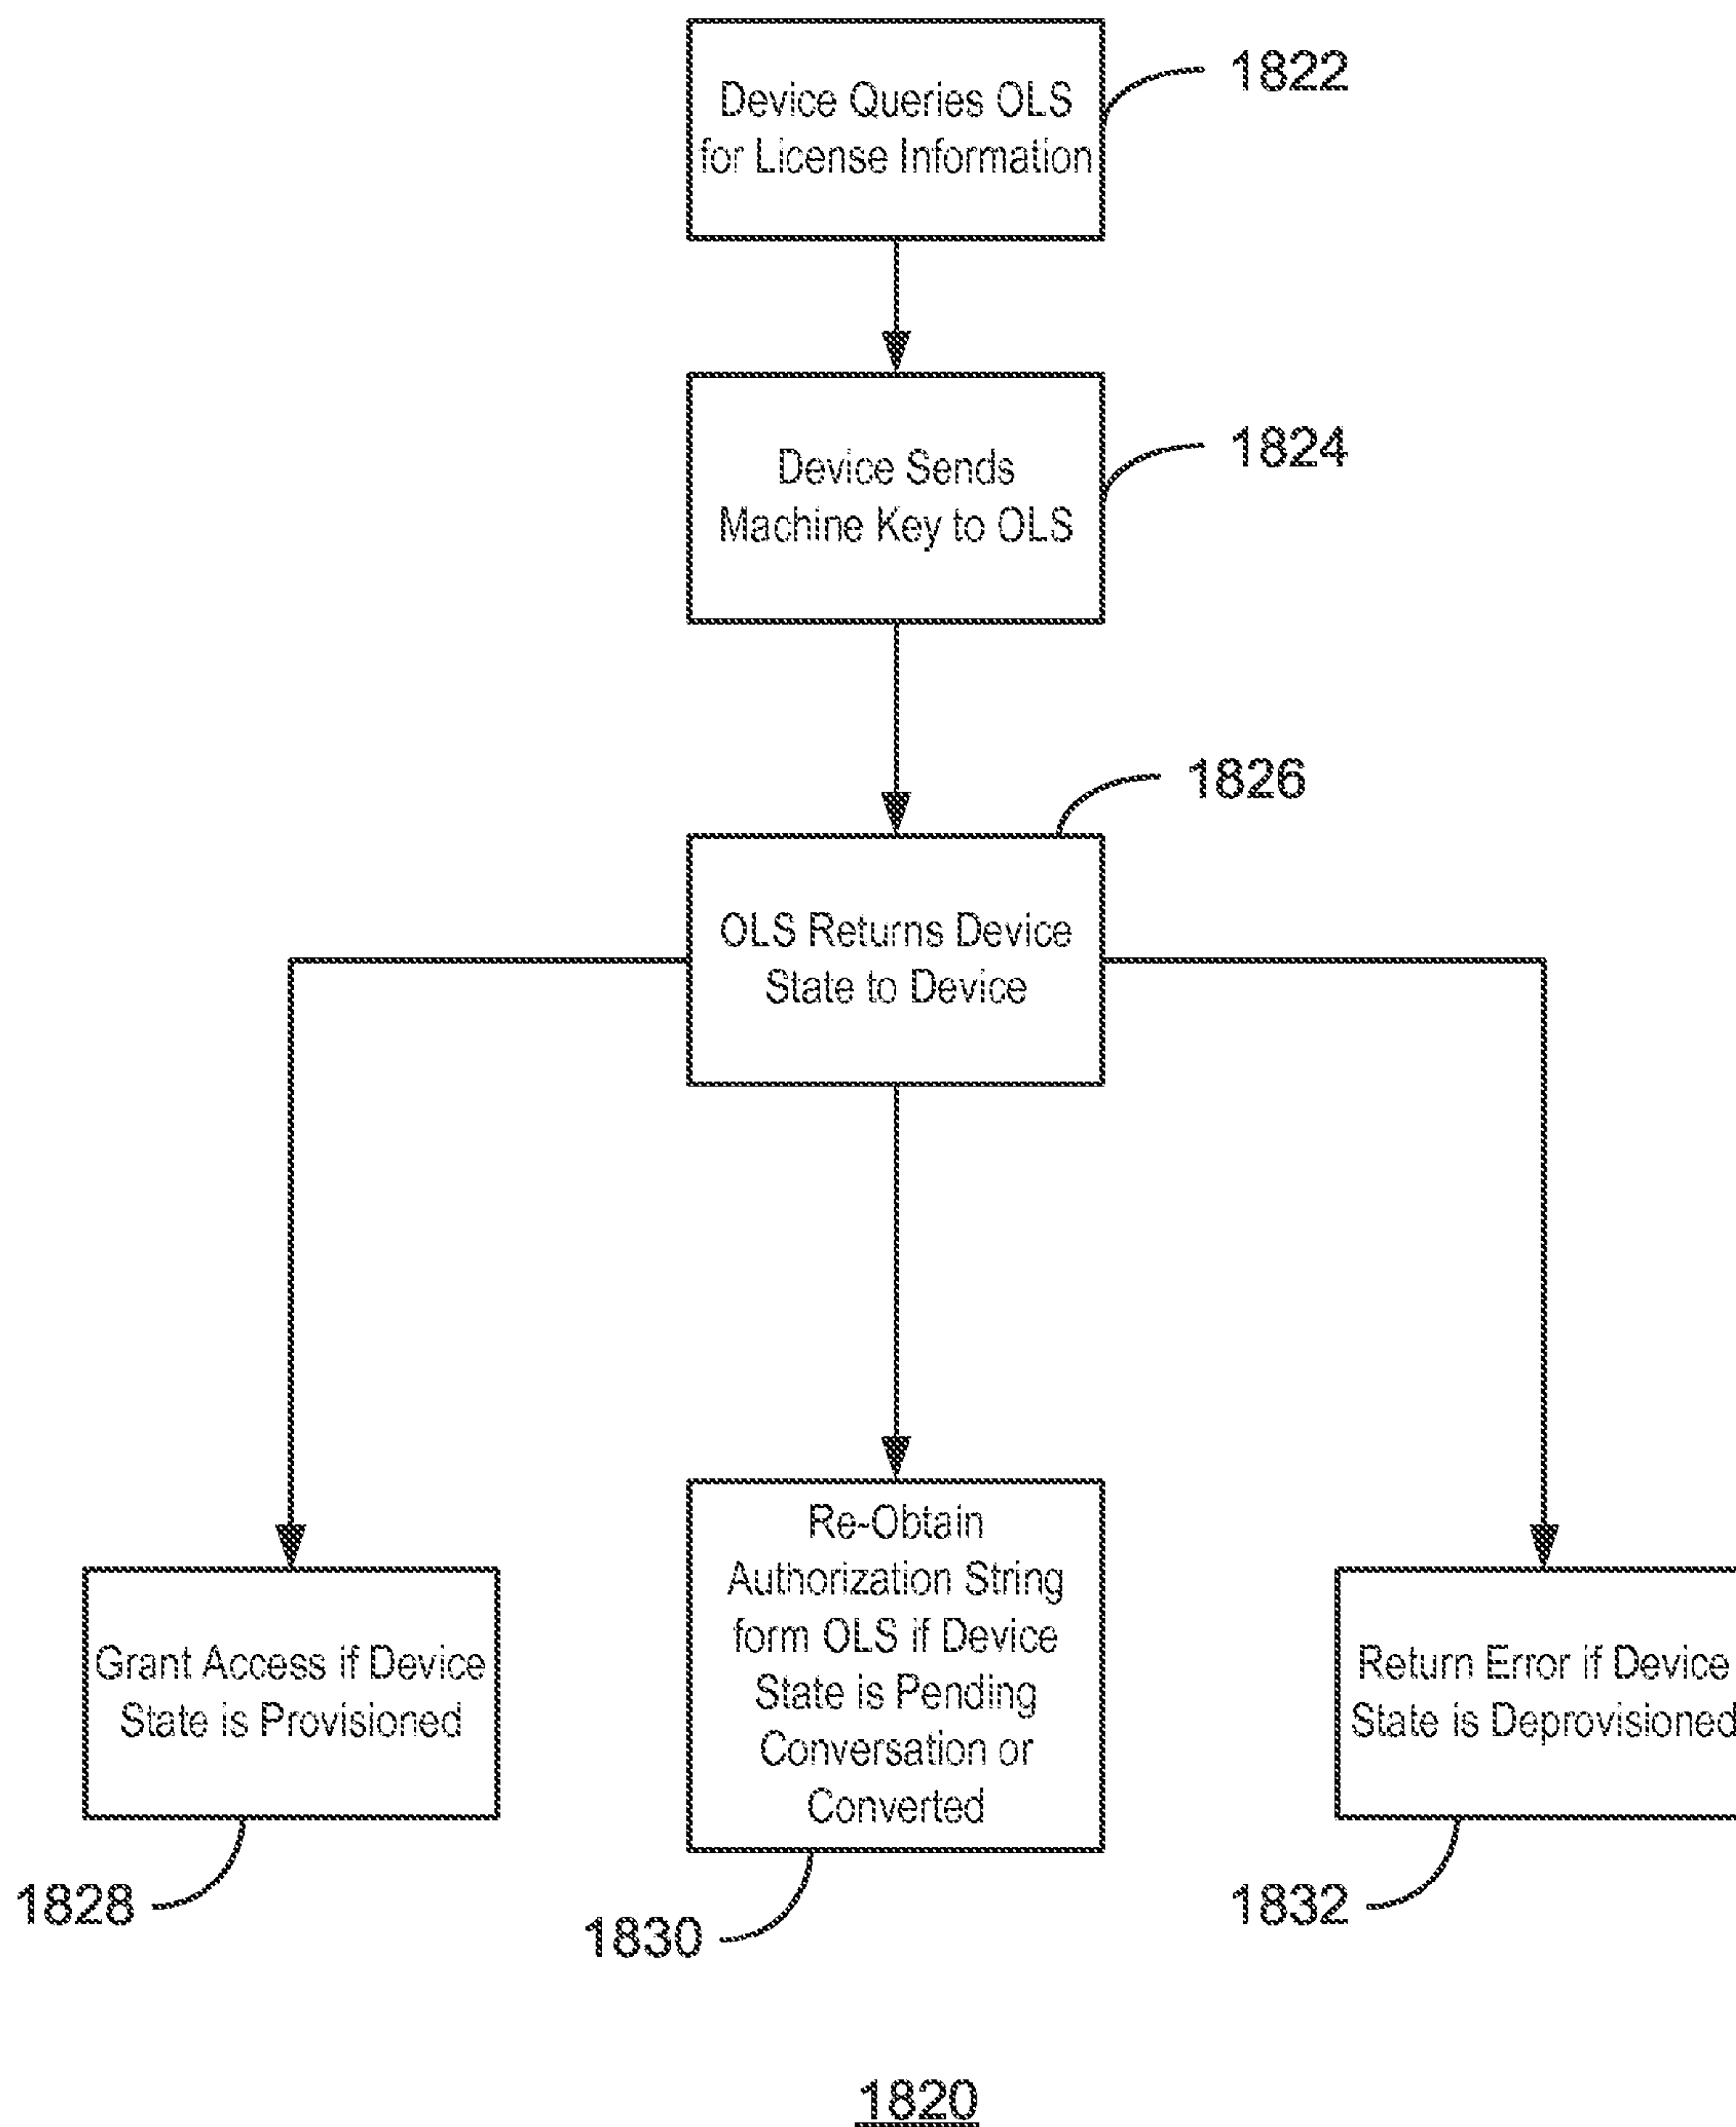 Device Queries OLS
for License Information
1822
Device Sends
Machine Key to OLS
1824
1826
OLS Returns Device
State to Device
Grant Access if Device
State is Provisioned
1828
Re-Obtain
Authorization String
form OLS if Device
State is Pending
Conversation or
Converted
1830
Return Error if Device
State is Deprovisioned
1832
1820